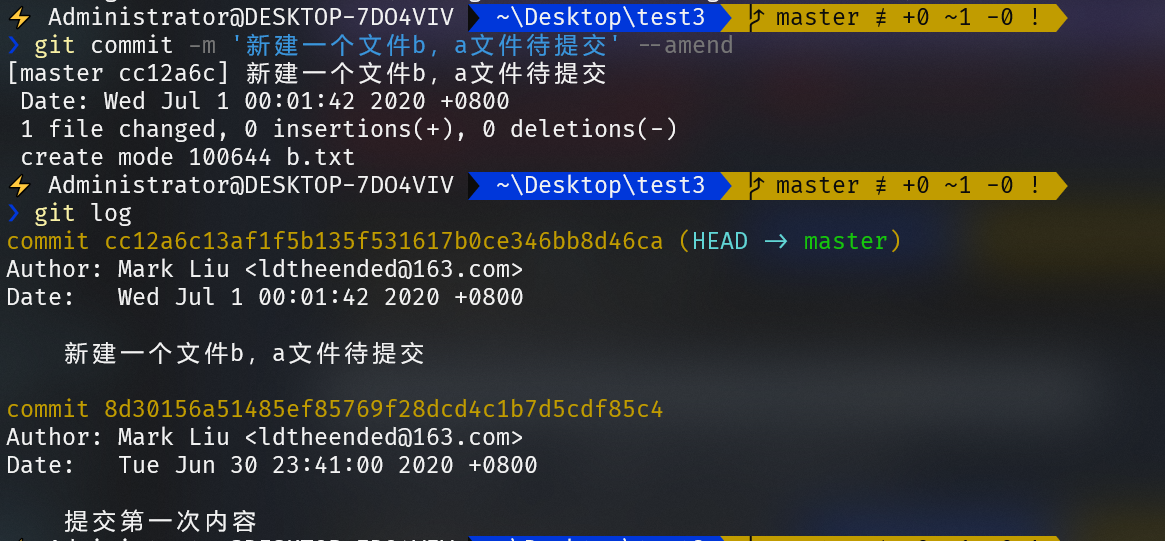 ⚡ Administrator@DESKTOP-7DO4VIV ~\Desktop\test3 master ≢ +0 ~1 -0 !
❯ git commit -m '新建一个文件b，a文件待提交' --amend
[master cc12a6c] 新建一个文件b，a文件待提交
Date: Wed Jul 1 00:01:42 2020 +0800
1 file changed, 0 insertions(+), 0 deletions(-)
create mode 100644 b.txt
⚡ Administrator@DESKTOP-7DO4VIV ~\Desktop\test3 master ≢ +0 ~1 -0 !
❯ git log
commit cc12a6c13af1f5b135f531617b0ce346bb8d46ca (HEAD -> master)
Author: Mark Liu <ldtheended@163.com>
Date: Wed Jul 1 00:01:42 2020 +0800
新建一个文件b，a文件待提交
commit 8d30156a51485ef85769f28dcd4c1b7d5cdf85c4
Author: Mark Liu <ldtheended@163.com>
Date: Tue Jun 30 23:41:00 2020 +0800
提交第一次内容